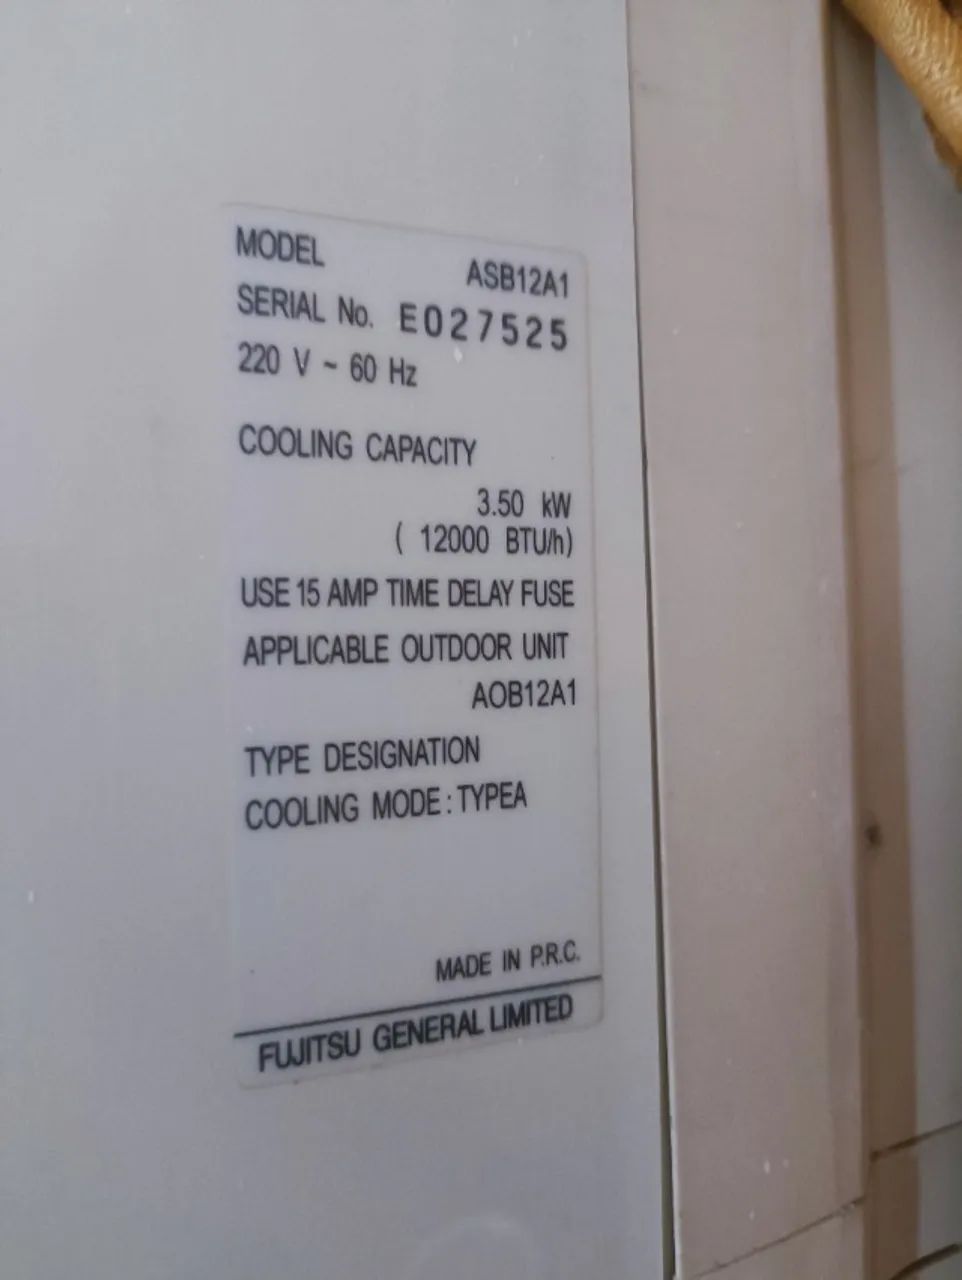 MODEL ASB12A1
SERIAL No. E027525
220 V ~ 60 Hz
COOLING CAPACITY
3.50 kW
( 12000 BTU/h)
USE 15 AMP TIME DELAY FUSE
APPLICABLE OUTDOOR UNIT
AOB12A1
TYPE DESIGNATION
COOLING MODE : TYPEA
MADE IN P.R.C.
FUJITSU GENERAL LIMITED